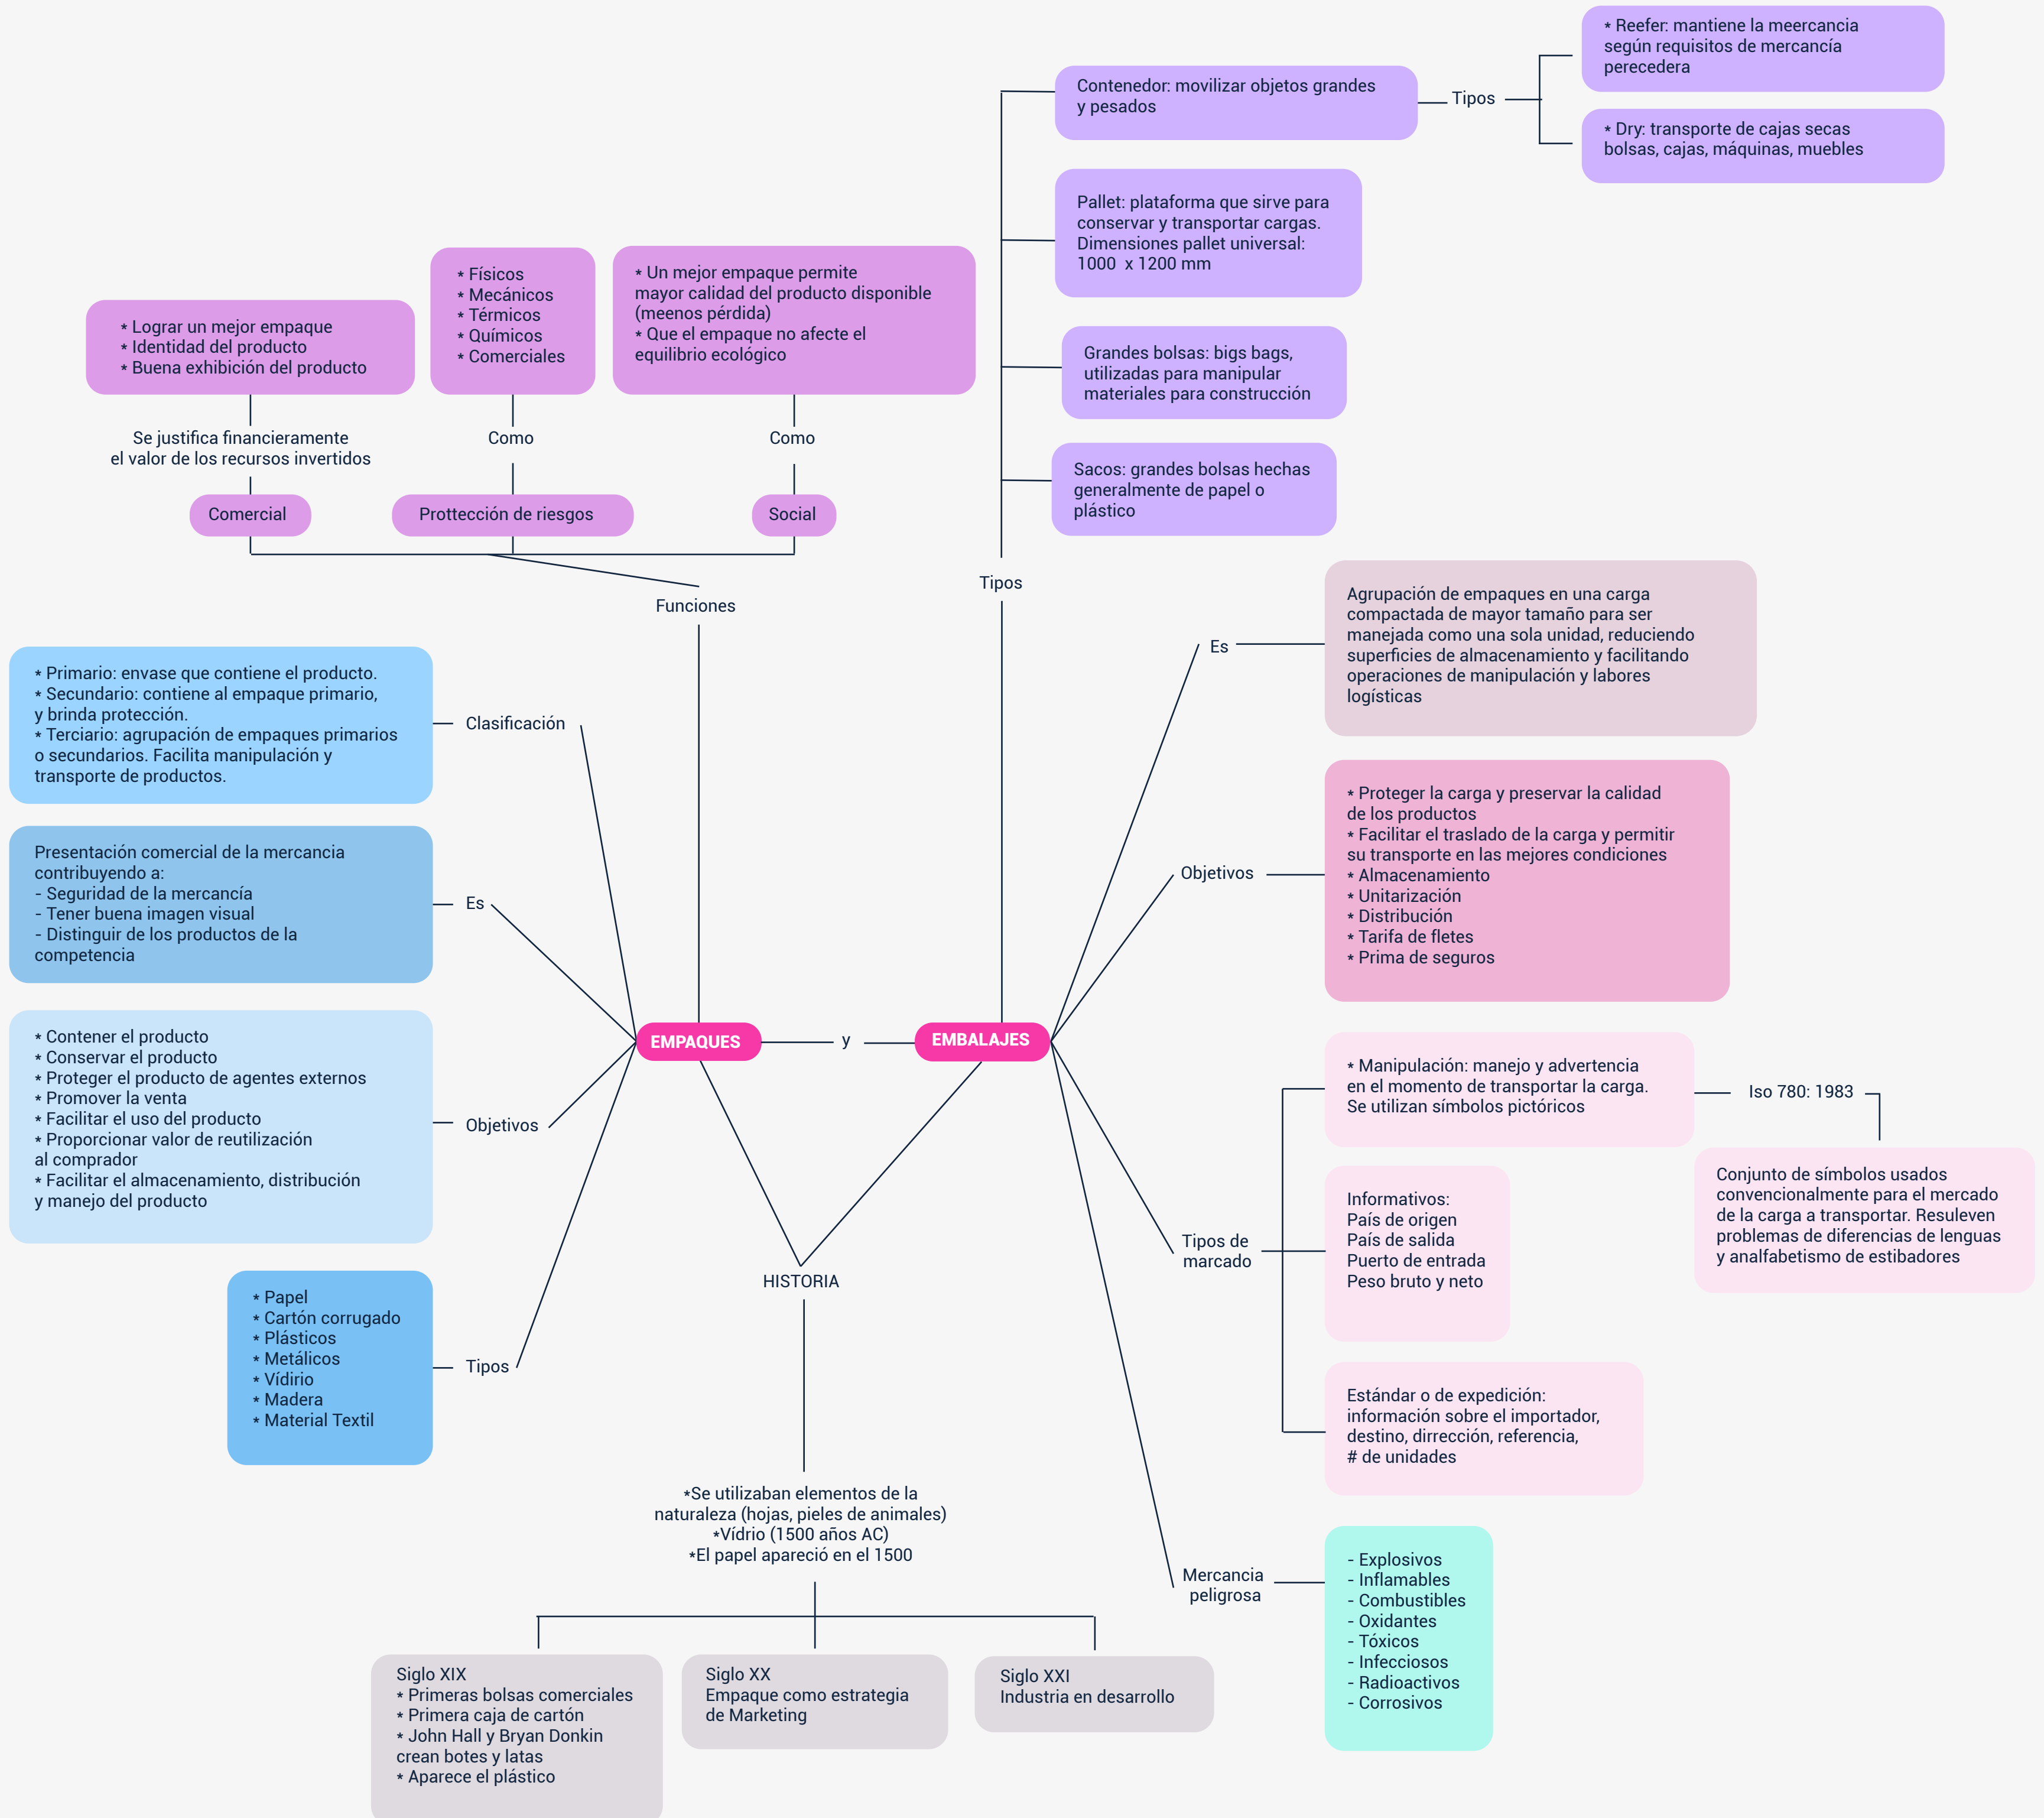 * Reefer: mantiene la meercancia
según requisitos de mercancía
perecedera
Contenedor: movilizar objetos grandes
y pesados
Tipos
* Dry: transporte de cajas secas
bolsas, cajas, máquinas, muebles
Pallet: plataforma que sirve para
conservar y transportar cargas.
Dimensiones pallet universal:
1000 x 1200 mm
Grandes bolsas: bigs bags,
utilizadas para manipular
materiales para construcción
Sacos: grandes bolsas hechas
generalmente de papel o
plástico
Tipos
* Lograr un mejor empaque
* Identidad del producto
* Buena exhibición del producto
* Físicos
* Mecánicos
* Térmicos
* Químicos
* Comerciales
* Un mejor empaque permite
mayor calidad del producto disponible
(meenos pérdida)
* Que el empaque no afecte el
equilibrio ecológico
Se justifica financieramente
el valor de los recursos invertidos
Como
Como
Comercial
Prottección de riesgos
Social
Funciones
* Primario: envase que contiene el producto.
* Secundario: contiene al empaque primario,
y brinda protección.
* Terciario: agrupación de empaques primarios
o secundarios. Facilita manipulación y
transporte de productos.
Clasificación
Presentación comercial de la mercancia
contribuyendo a:
- Seguridad de la mercancía
- Tener buena imagen visual
- Distinguir de los productos de la
competencia
Es
* Contener el producto
* Conservar el producto
* Proteger el producto de agentes externos
* Promover la venta
* Facilitar el uso del producto
* Proporcionar valor de reutilización
al comprador
* Facilitar el almacenamiento, distribución
y manejo del producto
Objetivos
* Papel
* Cartón corrugado
* Plásticos
* Metálicos
* Vídirio
* Madera
* Material Textil
Tipos
EMPAQUES
y
EMBALAJES
Es
Agrupación de empaques en una carga
compactada de mayor tamaño para ser
manejada como una sola unidad, reduciendo
superficies de almacenamiento y facilitando
operaciones de manipulación y labores
logísticas
Objetivos
* Proteger la carga y preservar la calidad
de los productos
* Facilitar el traslado de la carga y permitir
su transporte en las mejores condiciones
* Almacenamiento
* Unitarización
* Distribución
* Tarifa de fletes
* Prima de seguros
Tipos de
marcado
* Manipulación: manejo y advertencia
en el momento de transportar la carga.
Se utilizan símbolos pictóricos
Iso 780: 1983
Conjunto de símbolos usados
convencionalmente para el mercado
de la carga a transportar. Resuleven
problemas de diferencias de lenguas
y analfabetismo de estibadores
Informativos:
País de origen
País de salida
Puerto de entrada
Peso bruto y neto
Estándar o de expedición:
información sobre el importador,
destino, dirrección, referencia,
# de unidades
Mercancia
peligrosa
- Explosivos
- Inflamables
- Combustibles
- Oxidantes
- Tóxicos
- Infecciosos
- Radioactivos
- Corrosivos
HISTORIA
*Se utilizaban elementos de la
naturaleza (hojas, pieles de animales)
*Vídrio (1500 años AC)
*El papel apareció en el 1500
Siglo XIX
* Primeras bolsas comerciales
* Primera caja de cartón
* John Hall y Bryan Donkin
crean botes y latas
* Aparece el plástico
Siglo XX
Empaque como estrategia
de Marketing
Siglo XXI
Industria en desarrollo